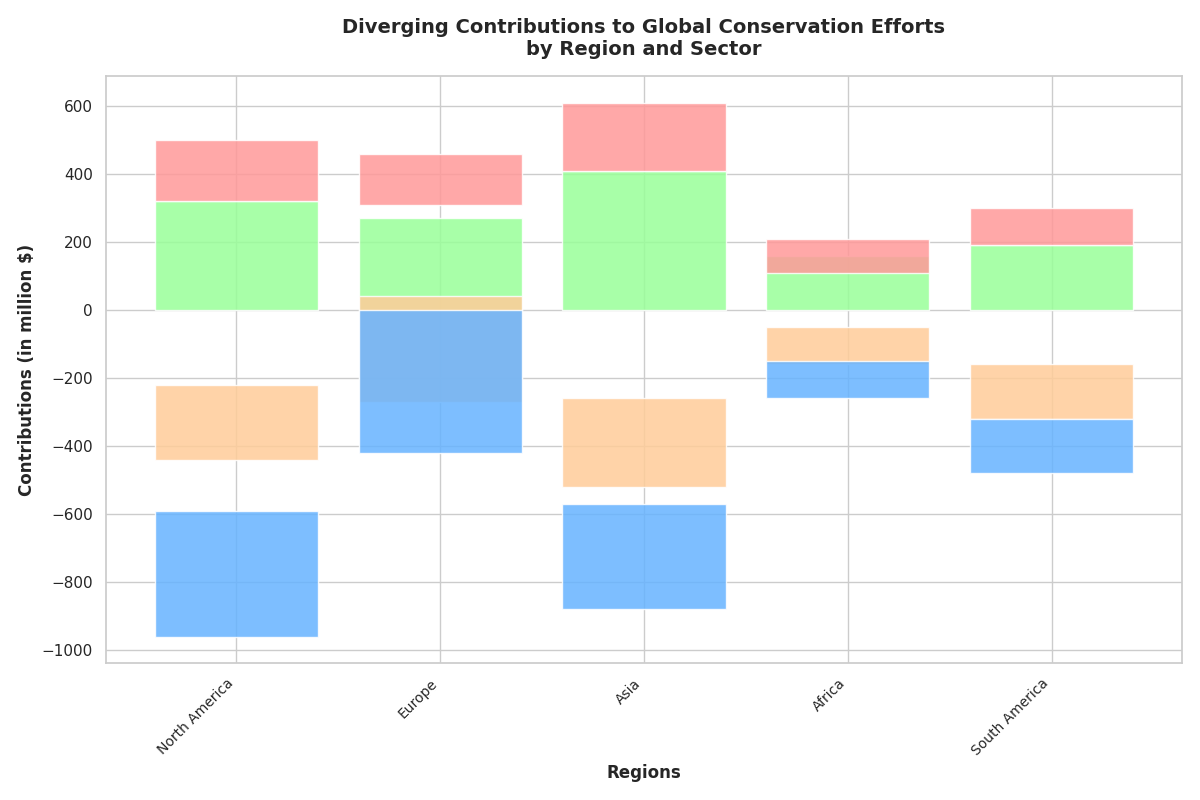 Diverging Contributions to Global Conservation Efforts
by Region and Sector
Contributions (in million $)
600
400
200
0
−200
−400
−600
−800
−1000
North America
Europe
Asia
Africa
South America
Regions